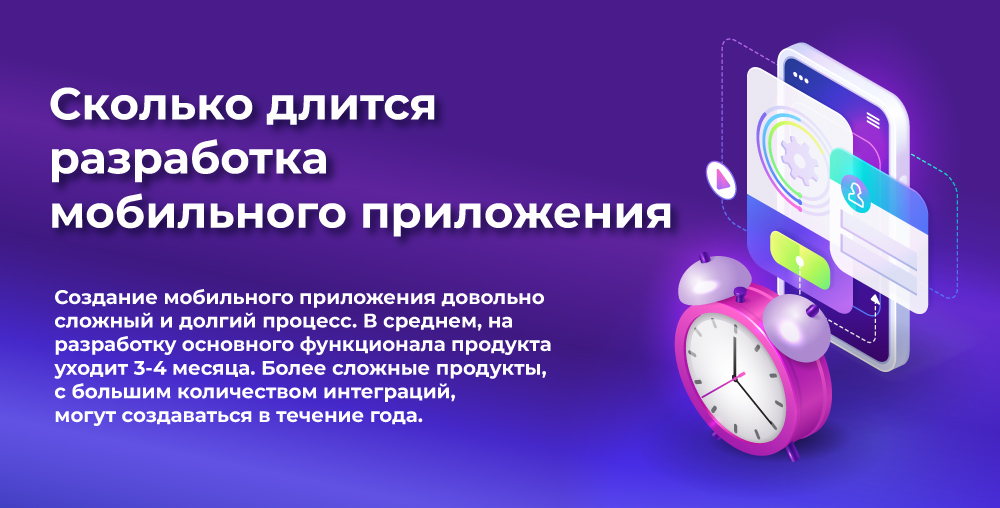 Сколько длится
разработка
мобильного приложения
Создание мобильного приложения довольно
сложный и долгий процесс. В среднем, на
разработку основного функционала продукта
уходит 3-4 месяца. Более сложные продукты,
с большим количеством интеграций,
могут создаваться в течение года.